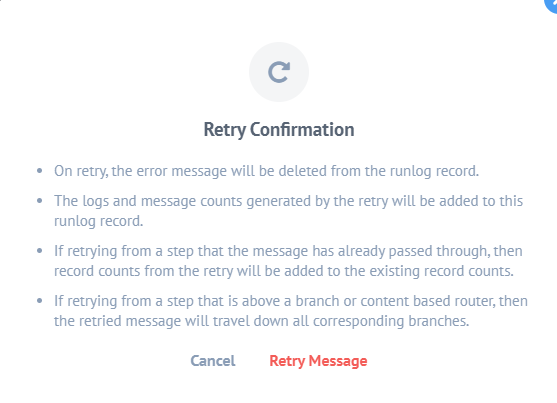 Retry Confirmation
• On retry, the error message will be deleted from the runlog record.
• The logs and message counts generated by the retry will be added to this
runlog record.
• If retrying from a step that the message has already passed through, then
record counts from the retry will be added to the existing record counts.
• If retrying from a step that is above a branch or content based router, then
the retried message will travel down all corresponding branches.
Cancel Retry Message